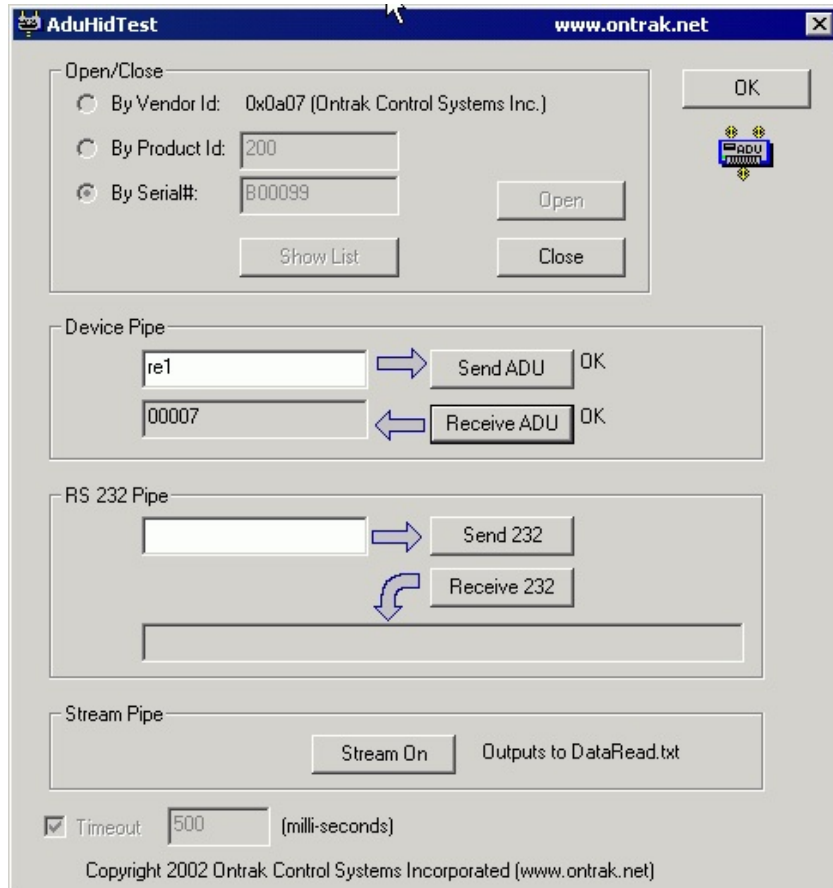 AduHidTest www.ontrak.net
Open/Close
By Vendor Id: 0x0a07 (Ontrak Control Systems Inc.)
OK
By Product Id: 200
ADU
By Serial#: B00099
Open
Show List
Close
Device Pipe
re1
Send ADU
OK
00007
Receive ADU
OK
RS 232 Pipe
Send 232
Receive 232
Stream Pipe
Stream On
Outputs to DataRead.txt
Timeout 500 (milli-seconds)
Copyright 2002 Ontrak Control Systems Incorporated (www.ontrak.net)